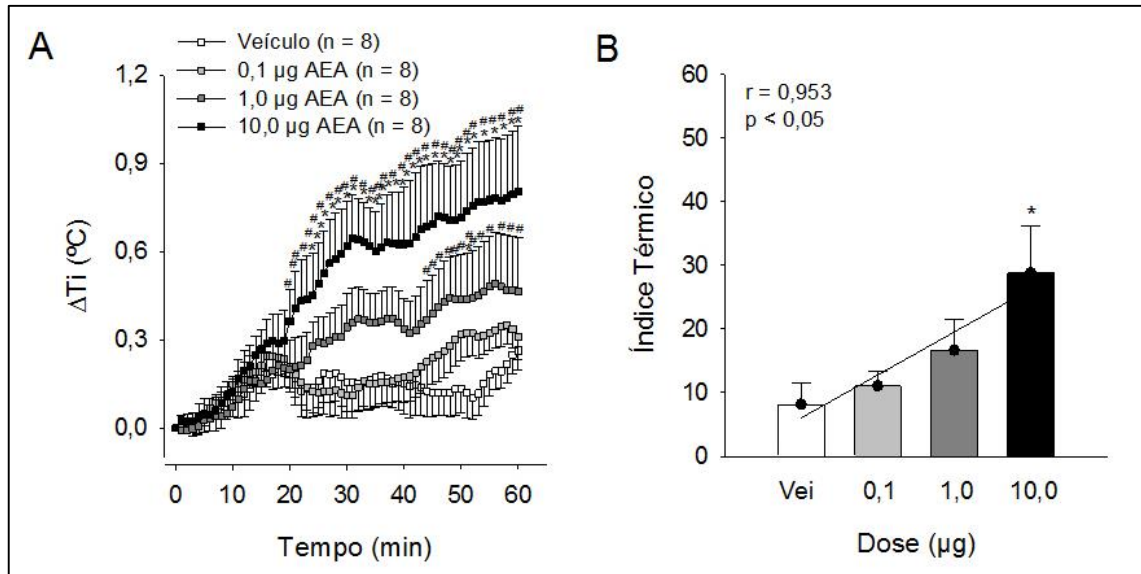 A
Veículo (n = 8)
0,1 µg AEA (n = 8)
1,0 µg AEA (n = 8)
10,0 µg AEA (n = 8)
1,2
0,9
0,6
0,3
0,0
ΔTi (ºC)
0 10 20 30 40 50 60
Tempo (min)
B
r = 0,953
p < 0,05
60
50
40
30
20
10
0
Índice Térmico
*
Vei 0,1 1,0 10,0
Dose (µg)